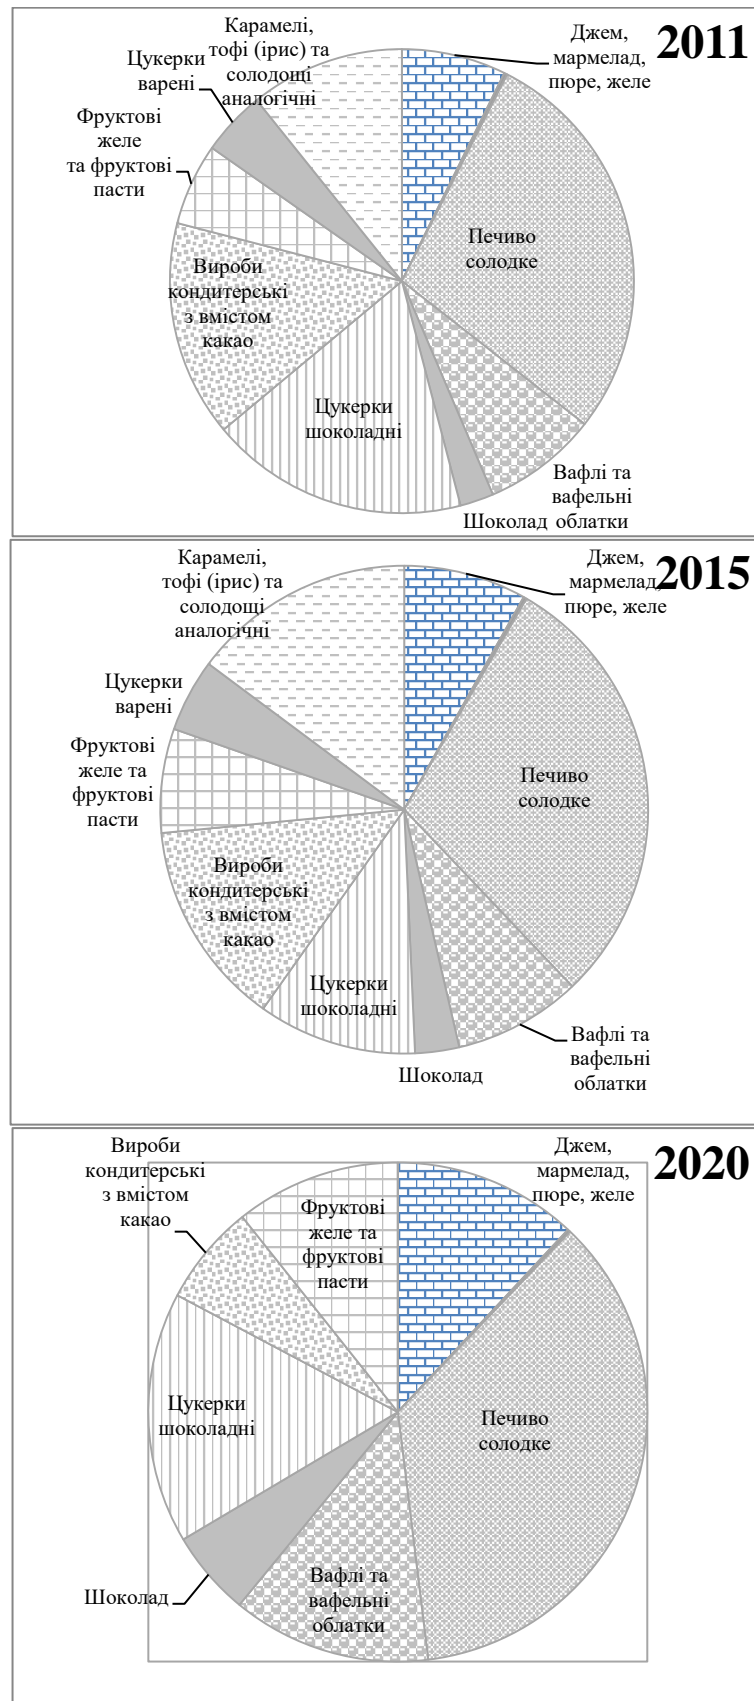 2011
Карамелі,
тофі (ірис) та
солодощі
аналогічні
Джем,
мармелад,
пюре, желе
Цукерки
варені
Фруктові
желе
та фруктові
пасти
Печиво
солодке
Вироби
кондитерські
з вмістом
какао
Цукерки
шоколадні
Вафлі та
вафельні
облатки
Шоколад
2015
Карамелі,
тофі (ірис) та
солодощі
аналогічні
Джем,
мармелад,
пюре, желе
Цукерки
варені
Фруктові
желе та
фруктові
пасти
Печиво
солодке
Вироби
кондитерські
з вмістом
какао
Цукерки
шоколадні
Вафлі та
вафельні
облатки
Шоколад
2020
Вироби
кондитерські
з вмістом
какао
Джем,
мармелад,
пюре, желе
Фруктові
желе та
фруктові
пасти
Цукерки
шоколадні
Печиво
солодке
Шоколад
Вафлі та
вафельні
облатки